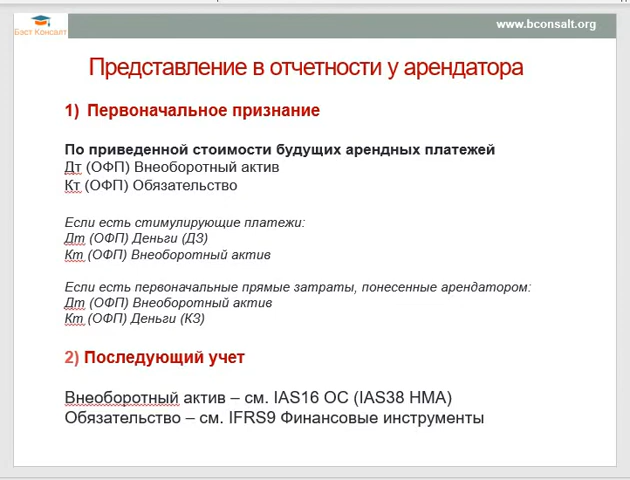 www.bconsalt.org
Бэст Консалт
Представление в отчетности у арендатора
1) Первоначальное признание
По приведенной стоимости будущих арендных платежей
Дт (ОФП) Внеоборотный актив
Кт (ОФП) Обязательство
Если есть стимулирующие платежи:
Дт (ОФП) Деньги (ДЗ)
Кт (ОФП) Внеоборотный актив
Если есть первоначальные прямые затраты, понесенные арендатором:
Дт (ОФП) Внеоборотный актив
Кт (ОФП) Деньги (КЗ)
2) Последующий учет
Внеоборотный актив – см. IAS16 ОС (IAS38 НМА)
Обязательство – см. IFRS9 Финансовые инструменты